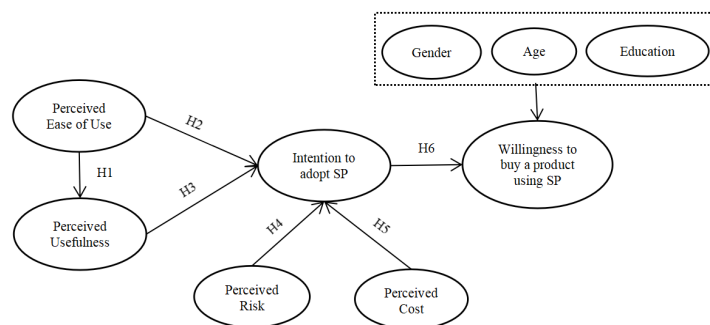 Gender
Age
Education
Perceived
Ease of Use
H2
H1
H3
Intention to
adopt SP
H6
Willingness to
buy a product
using SP
Perceived
Usefulness
H4
H5
Perceived
Risk
Perceived
Cost